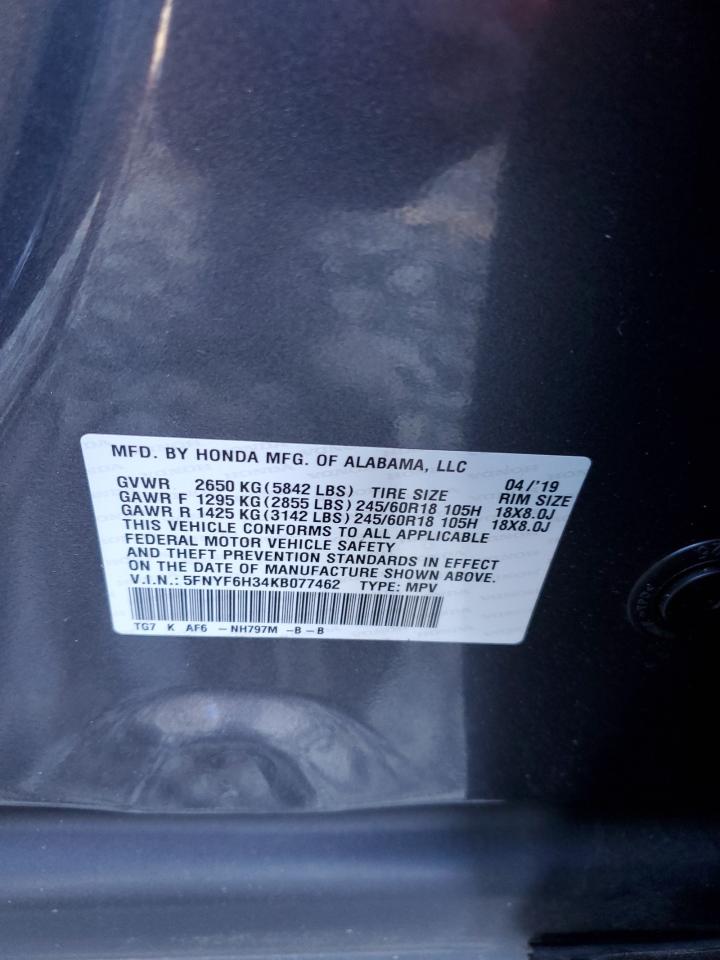 MFD. BY HONDA MFG. OF ALABAMA, LLC
04/'19
GVWR 2650 KG(5842 LBS) TIRE SIZE RIM SIZE
GAWR F 1295 KG(2855 LBS) 245/60R18 105H 18X8.0J
GAWR R 1425 KG(3142 LBS) 245/60R18 105H 18X8.0J
THIS VEHICLE CONFORMS TO ALL APPLICABLE
FEDERAL MOTOR VEHICLE SAFETY
AND THEFT PREVENTION STANDARDS IN EFFECT
ON THE DATE OF MANUFACTURE SHOWN ABOVE.
V.I.N.: 5FNYF6H34KB077462 TYPE: MPV
TG7 K AF6 -NH797M -B-B